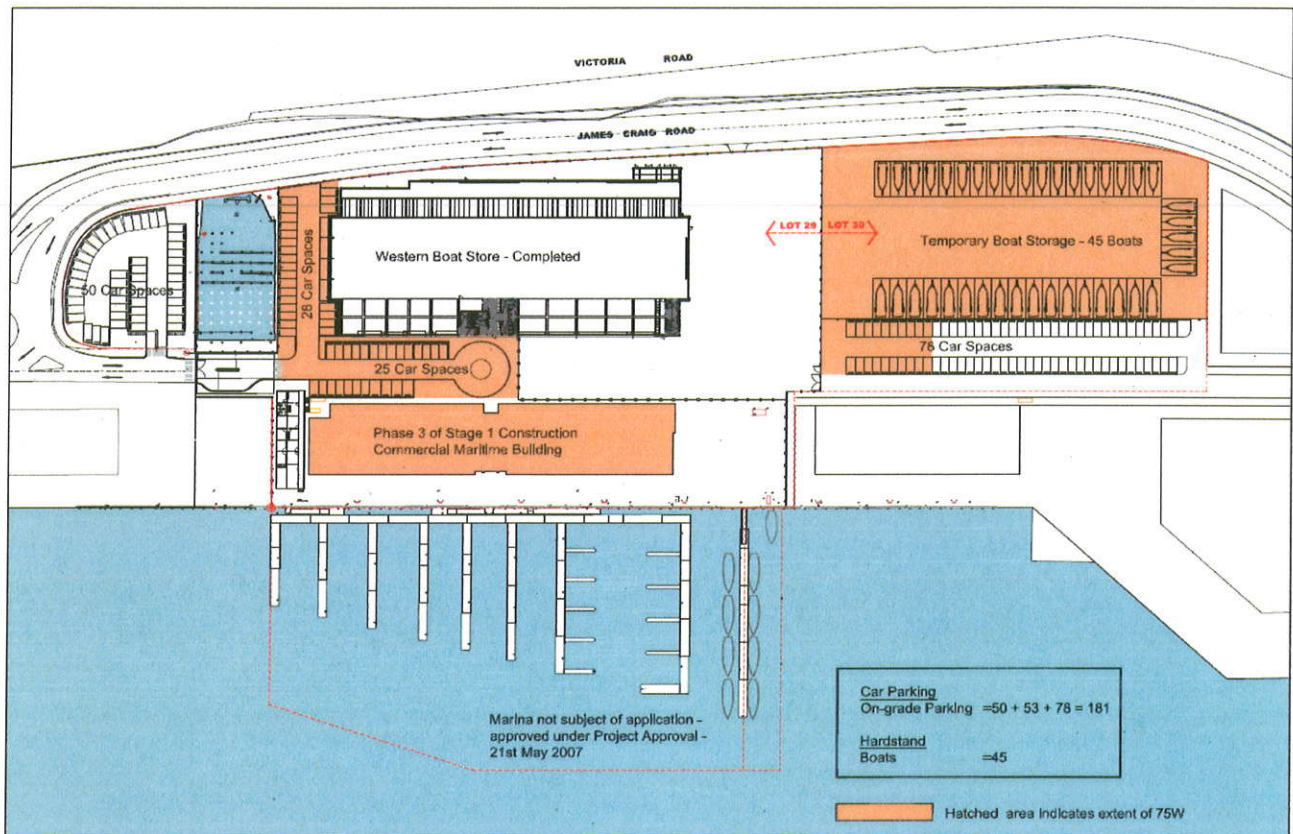 VICTORIA ROAD
JAMES CRAIG ROAD
50 Car Spaces
28 Car Spaces
Western Boat Store - Completed
LOT 29 LOT 30
Temporary Boat Storage - 45 Boats
78 Car Spaces
25 Car Spaces
Phase 3 of Stage 1 Construction
Commercial Maritime Building
Marina not subject of application -
approved under Project Approval -
21st May 2007
Car Parking
On-grade Parking =50 + 53 + 78 = 181
Hardstand
Boats =45
Hatched area indicates extent of 75W